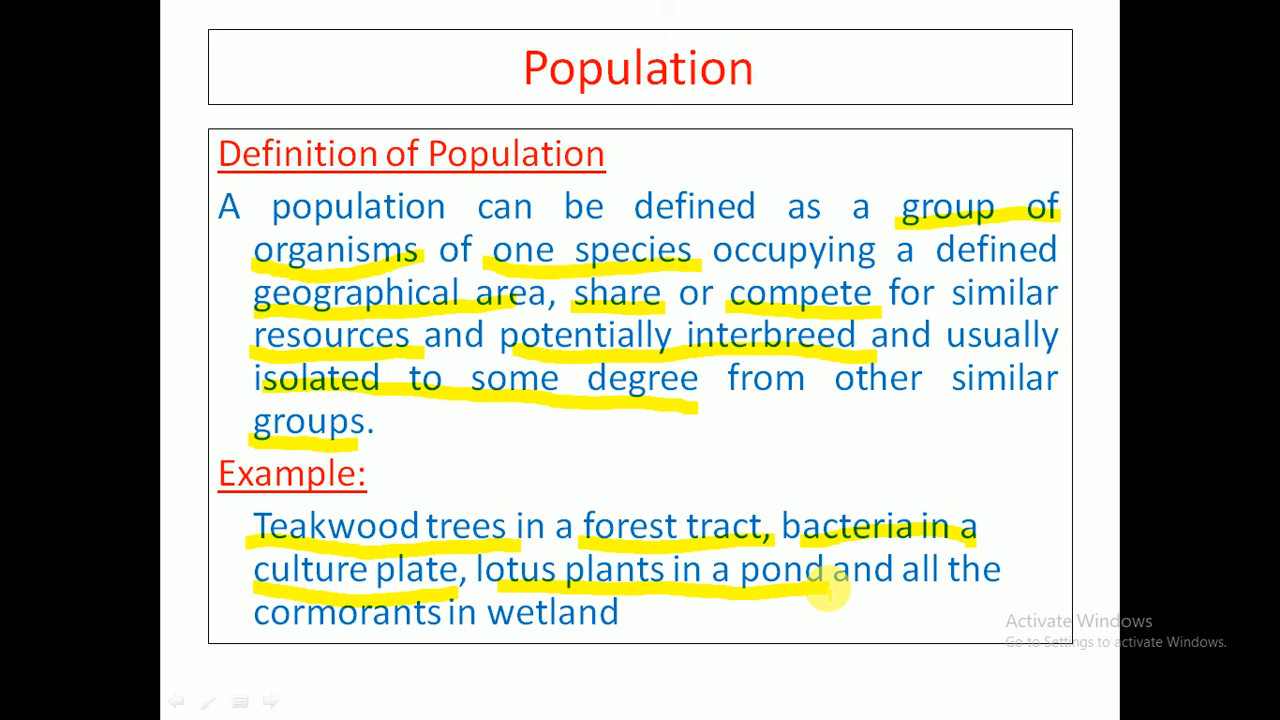 Population
Definition of Population
A population can be defined as a group of
organisms of one species occupying a defined
geographical area, share or compete for similar
resources and potentially interbreed and usually
isolated to some degree from other similar
groups.
Example:
Teakwood trees in a forest tract, bacteria in a
culture plate, lotus plants in a pond and all the
cormorants in wetland
Activate Windows
Go to Settings to activate Windows.